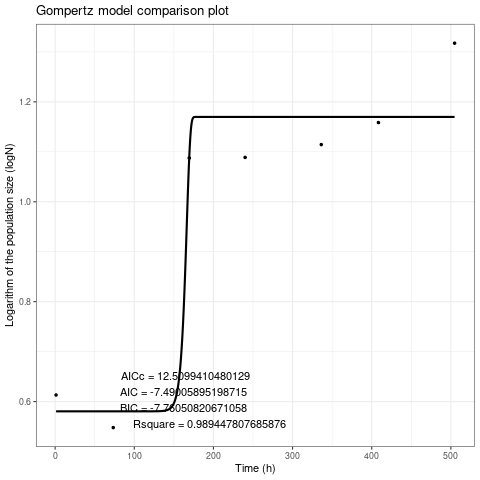 Gompertz model comparison plot
Logarithm of the population size (logN)
1.2
1.0
0.8
0.6
AICc = 12.5099410480129
AIC = -7.49005895198715
BIC = -7.76050820671058
Rsquare = 0.989447807685876
0 100 200 300 400 500
Time (h)